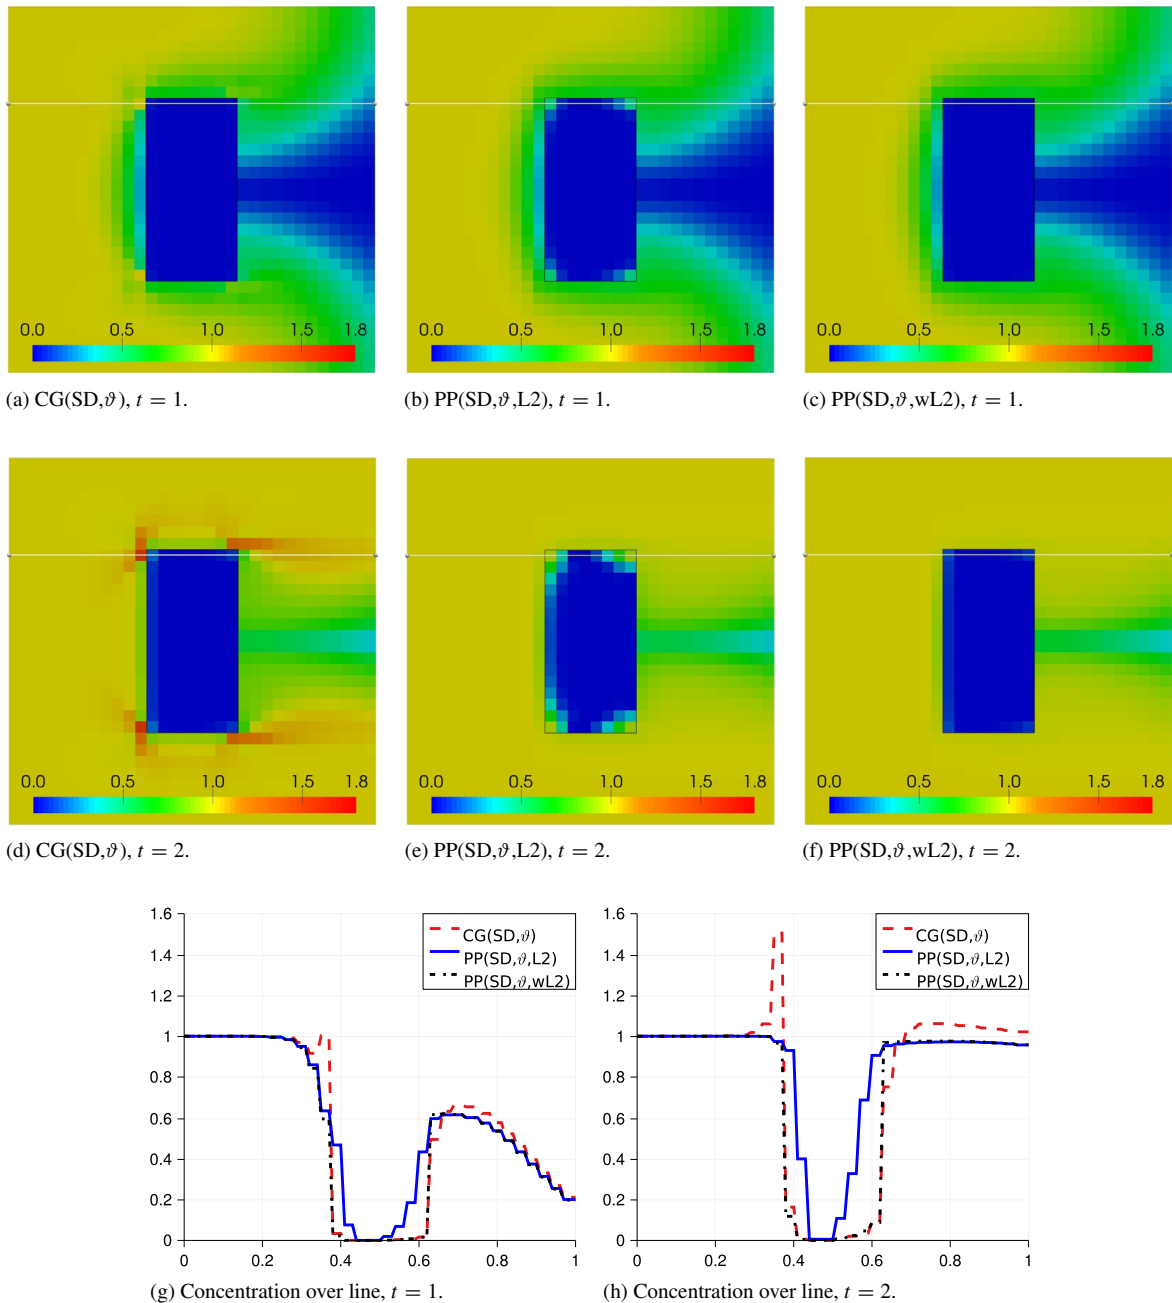 0.0 0.5 1.0 1.5 1.8
0.0 0.5 1.0 1.5 1.8
0.0 0.5 1.0 1.5 1.8
(a) CG(SD,ϑ), t = 1.
(b) PP(SD,ϑ,L2), t = 1.
(c) PP(SD,ϑ,wL2), t = 1.
0.0 0.5 1.0 1.5 1.8
0.0 0.5 1.0 1.5 1.8
0.0 0.5 1.0 1.5 1.8
(d) CG(SD,ϑ), t = 2.
(e) PP(SD,ϑ,L2), t = 2.
(f) PP(SD,ϑ,wL2), t = 2.
1.6
1.4
1.2
1
0.8
0.6
0.4
0.2
0
0 0.2 0.4 0.6 0.8 1
CG(SD,ϑ)
PP(SD,ϑ,L2)
PP(SD,ϑ,wL2)
(g) Concentration over line, t = 1.
1.6
1.4
1.2
1
0.8
0.6
0.4
0.2
0
0 0.2 0.4 0.6 0.8 1
CG(SD,ϑ)
PP(SD,ϑ,L2)
PP(SD,ϑ,wL2)
(h) Concentration over line, t = 2.